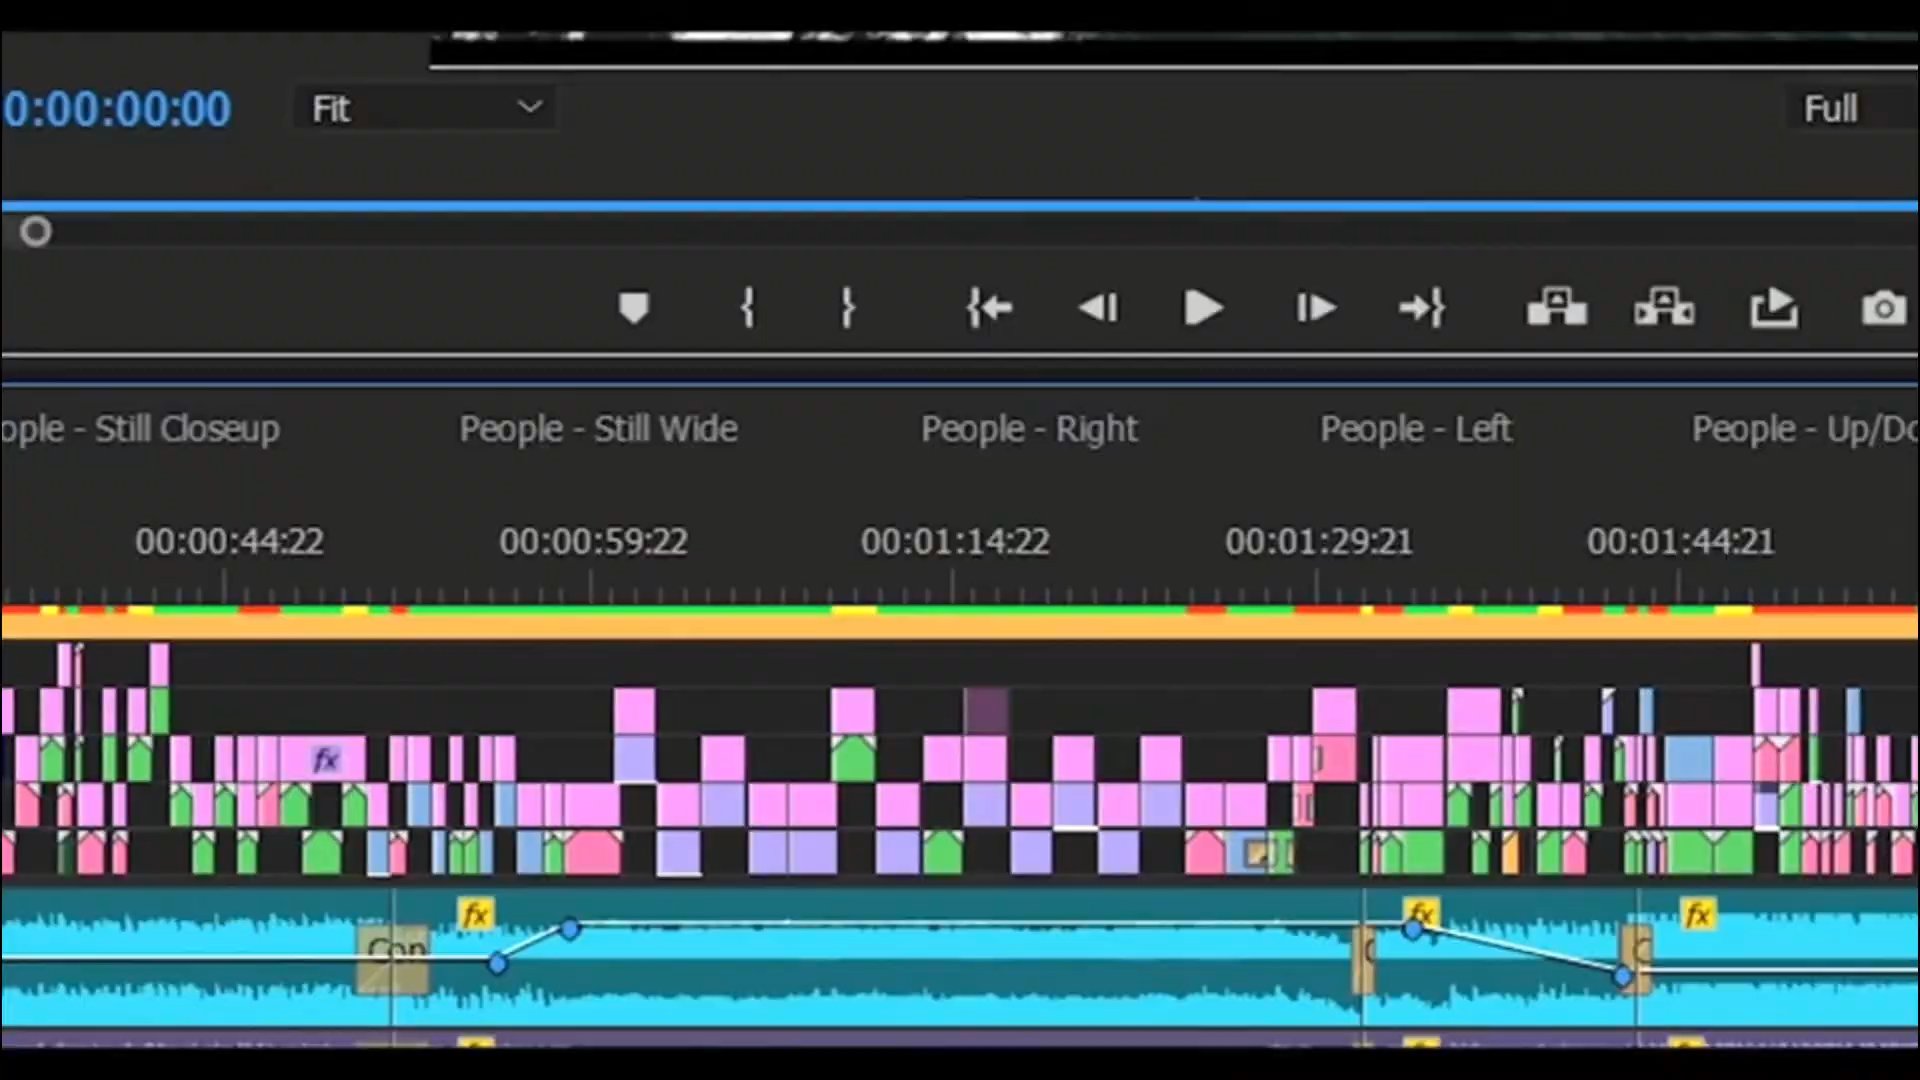 0:00:00:00 Fit Full
ople - Still Closeup People - Still Wide People - Right People - Left People - Up/Do
00:00:44:22 00:00:59:22 00:01:14:22 00:01:29:21 00:01:44:21
fx
fx fx fx
Con C C